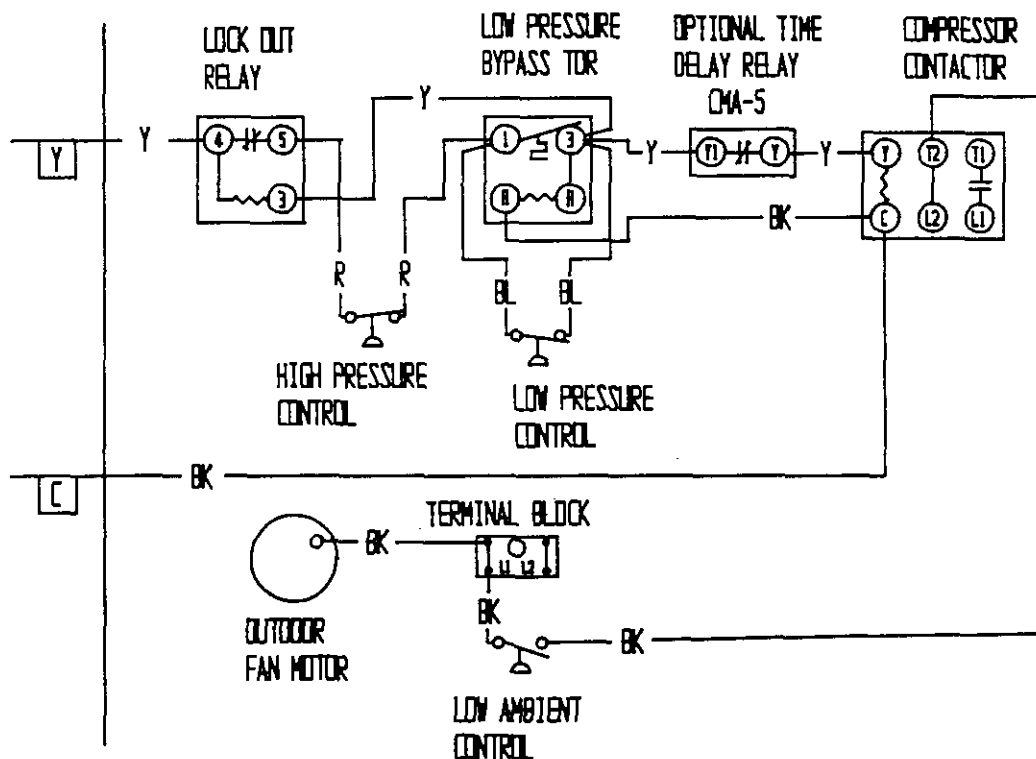 LOCK OUT
RELAY
LOW PRESSURE
BYPASS TDR
OPTIONAL TIME
DELAY RELAY
CMA-5
COMPRESSOR
CONTACTOR
Y
Y
4
5
3
Y
1
3
H
H
Y
T1
Y
Y
Y
T2
T1
C
L2
L1
BK
R
R
BL
BL
HIGH PRESSURE
CONTROL
LOW PRESSURE
CONTROL
C
BK
TERMINAL BLOCK
BK
L1
L2
BK
BK
OUTDOOR
FAN MOTOR
LOW AMBIENT
CONTROL